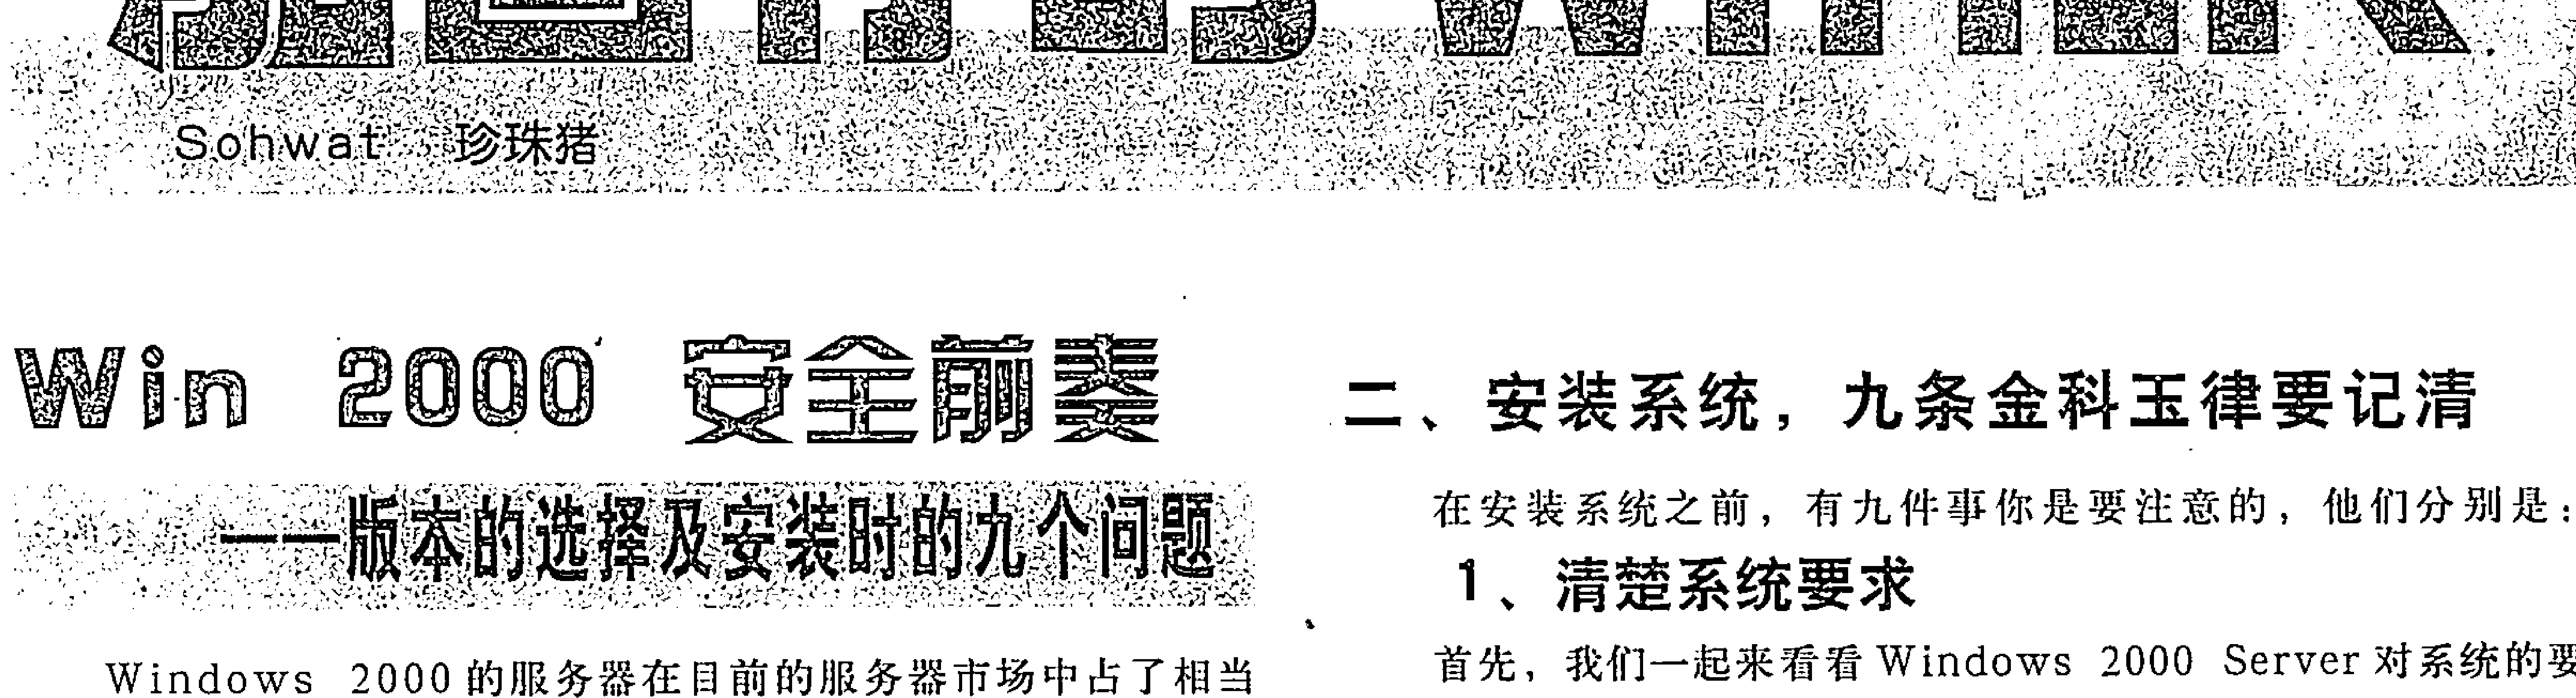 Sohwat 珍珠猪
Win 2000 安全前奏
——版本的选择及安装时的九个问题
Windows 2000 的服务器在目前的服务器市场中占了相当
二、安装系统，九条金科玉律要记清
在安装系统之前，有九件事你是要注意的，他们分别是：
1、清楚系统要求
首先，我们一起来看看 Windows 2000 Server 对系统的要